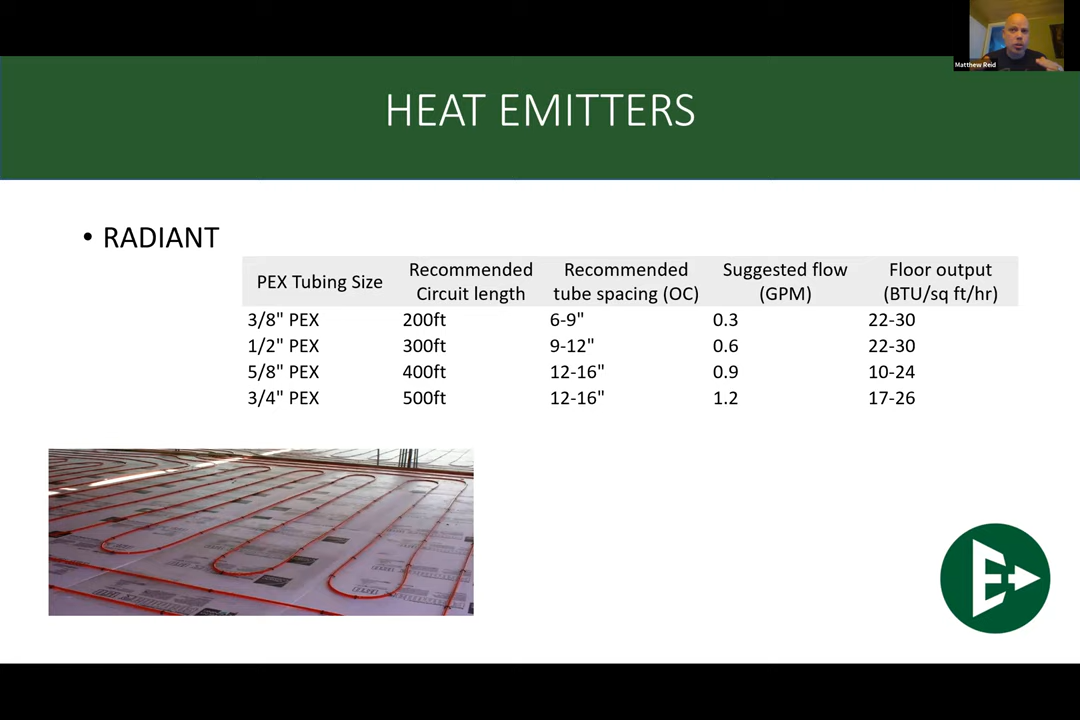 Matthew Reid
HEAT EMITTERS
• RADIANT
PEX Tubing Size Recommended Circuit length Recommended tube spacing (OC) Suggested flow (GPM) Floor output (BTU/sq ft/hr)
3/8" PEX 200ft 6-9" 0.3 22-30
1/2" PEX 300ft 9-12" 0.6 22-30
5/8" PEX 400ft 12-16" 0.9 10-24
3/4" PEX 500ft 12-16" 1.2 17-26
E